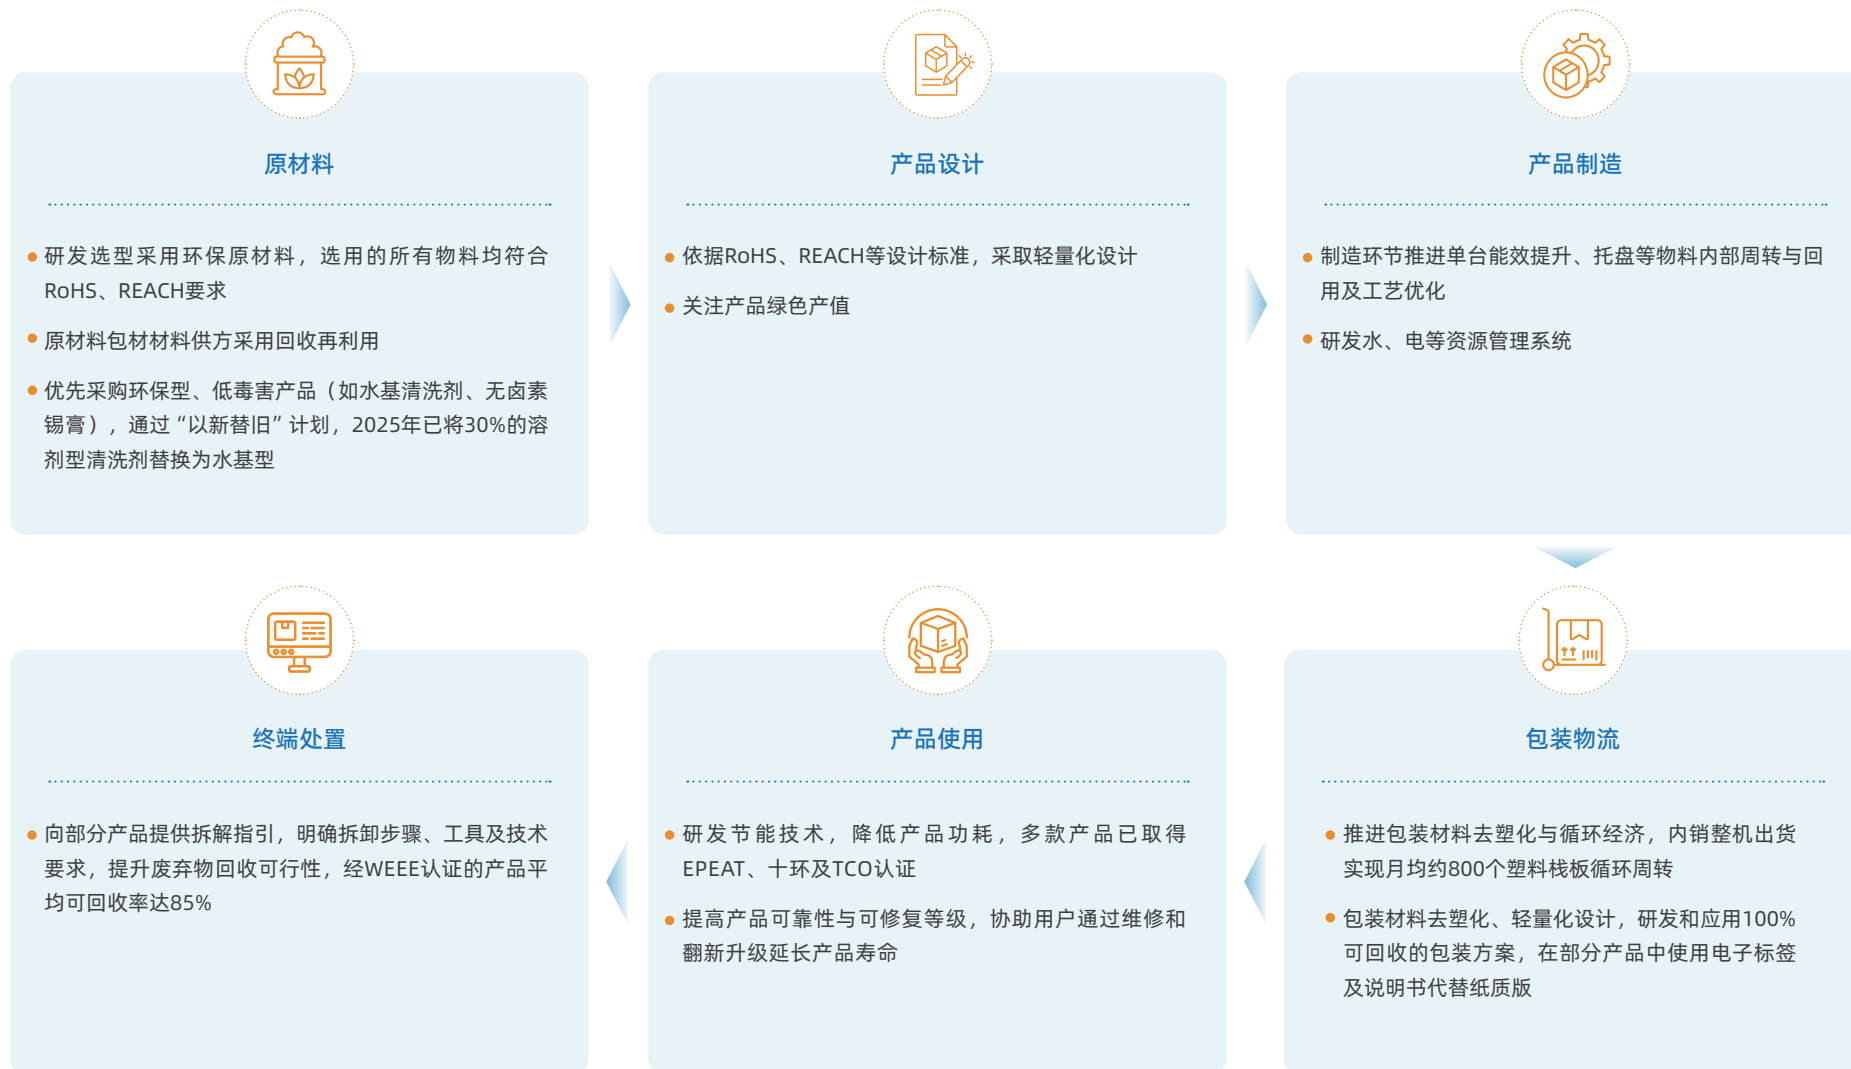 原材料
研发选型采用环保原材料，选用的所有物料均符合
RoHS、REACH要求
原材料包材材料供方采用回收再利用
优先采购环保型、低毒害产品（如水基清洗剂、无卤素
锡膏），通过“以新替旧”计划，2025年已将30%的溶
剂型清洗剂替换为水基型
产品设计
依据RoHS、REACH等设计标准，采取轻量化设计
关注产品绿色产值
产品制造
制造环节推进单台能效提升、托盘等物料内部周转与回
用及工艺优化
研发水、电等资源管理系统
包装物流
推进包装材料去塑化与循环经济，内销整机出货
实现月均约800个塑料栈板循环周转
包装材料去塑化、轻量化设计，研发和应用100%
可回收的包装方案，在部分产品中使用电子标签
及说明书代替纸质版
产品使用
研发节能技术，降低产品功耗，多款产品已取得
EPEAT、十环及TCO认证
提高产品可靠性与可修复等级，协助用户通过维修和
翻新升级延长产品寿命
终端处置
向部分产品提供拆解指引，明确拆卸步骤、工具及技术
要求，提升废弃物回收可行性，经WEEE认证的产品平
均可回收率达85%